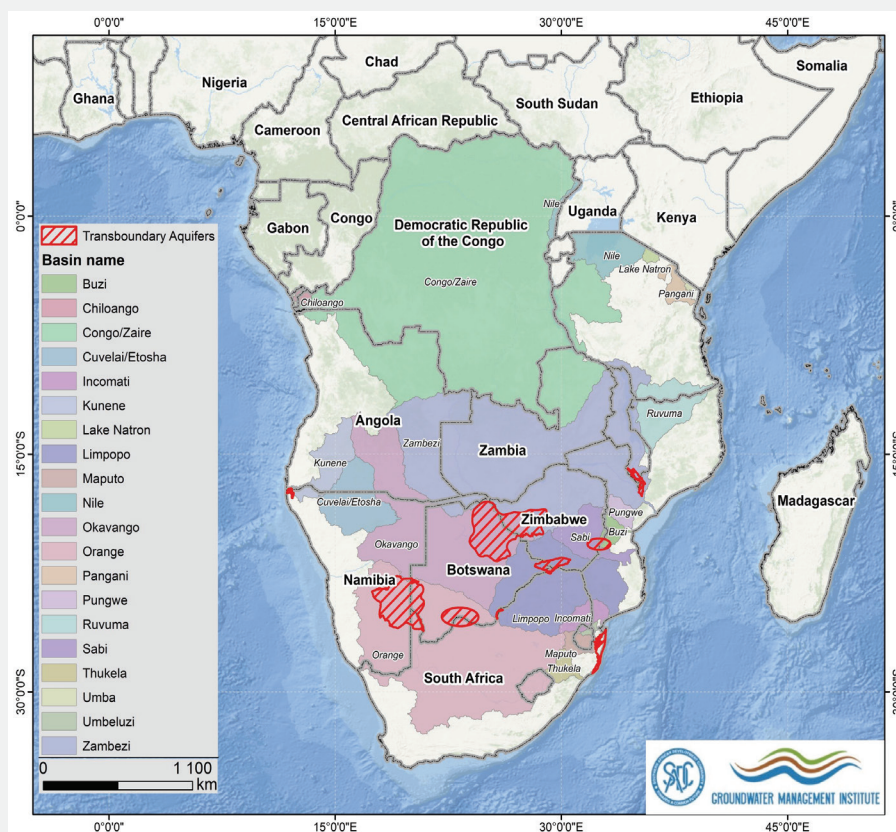 0°0'0"
15°0'0"E
30°0'0"E
45°0'0"E
Chad
Somalia
Nigeria
Ghana
South Sudan
Ethiopia
Central African Republic
Cameroon
Nile
Uganda
0°0'0"
Gabon
Congo
Democratic Republic
of the Congo
Kenya
Nile
Lake Natron
Pangani
Congo/Zaire
Chiloango
Transboundary Aquifers
Basin name
Buzi
Chiloango
Congo/Zaire
Cuvelai/Etosha
Incomati
Kunene
Lake Natron
Limpopo
Maputo
Nile
Okavango
Orange
Pangani
Pungwe
Ruvuma
Sabi
Thukela
Umba
Umbeluzi
Zambezi
0
1 100
km
Angola
Ruvuma
Zambezi
Zambia
15°0'0"S
Kunene
Madagascar
Cuvelai/Etosha
Zimbabwe
Pungwe
Buzi
Sabi
Okavango
Botswana
Namibia
Limpopo
Incomati
Orange
Maputo
Thukela
South Africa
30°0'0"S
SADC
GROUNDWATER MANAGEMENT INSTITUTE
0°0'0"
15°0'0"E
30°0'0"E
45°0'0"E